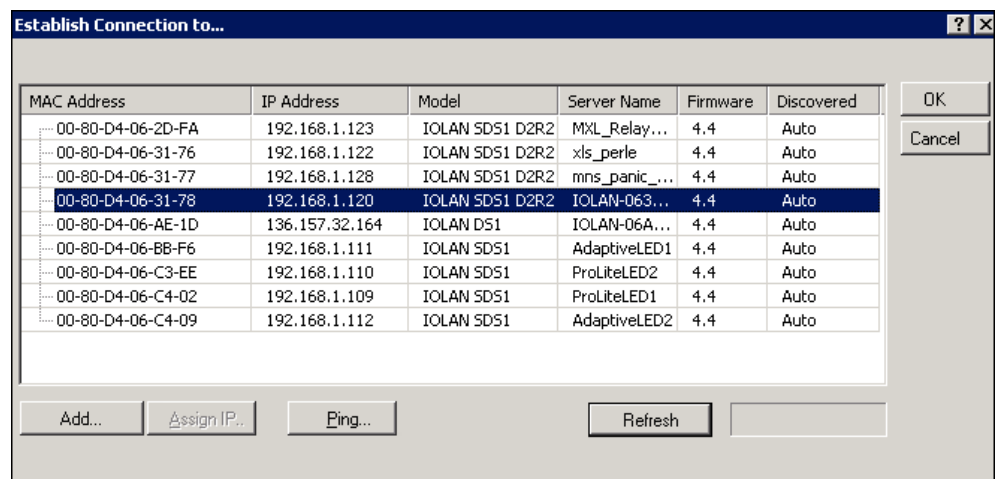 Establish Connection to...
MAC Address IP Address Model Server Name Firmware Discovered
00-80-D4-06-2D-FA 192.168.1.123 IOLAN SDS1 D2R2 MXL_Relay... 4.4 Auto
00-80-D4-06-31-76 192.168.1.122 IOLAN SDS1 D2R2 xls_perle 4.4 Auto
00-80-D4-06-31-77 192.168.1.128 IOLAN SDS1 D2R2 mns_panic_... 4.4 Auto
00-80-D4-06-31-78 192.168.1.120 IOLAN SDS1 D2R2 IOLAN-063... 4.4 Auto
00-80-D4-06-AE-1D 136.157.32.164 IOLAN DS1 IOLAN-06A... 4.4 Auto
00-80-D4-06-BB-F6 192.168.1.111 IOLAN SDS1 AdaptiveLED1 4.4 Auto
00-80-D4-06-C3-EE 192.168.1.110 IOLAN SDS1 ProLiteLED2 4.4 Auto
00-80-D4-06-C4-02 192.168.1.109 IOLAN SDS1 ProLiteLED1 4.4 Auto
00-80-D4-06-C4-09 192.168.1.112 IOLAN SDS1 AdaptiveLED2 4.4 Auto
OK
Cancel
Add... Assign IP.. Ping... Refresh